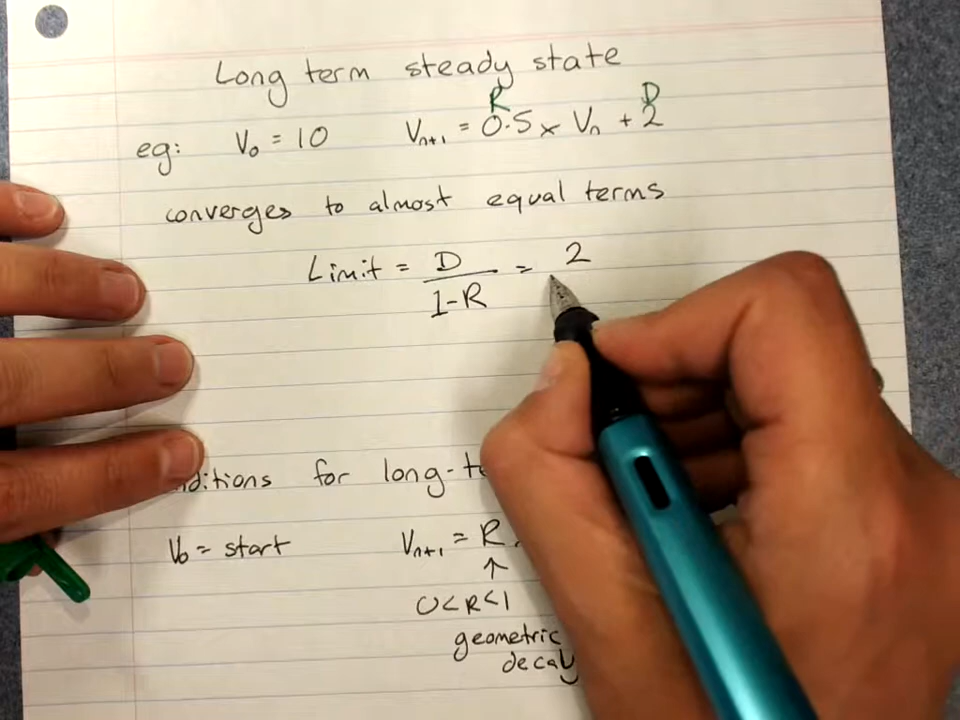 Long term steady state
R D
eg: V₀ = 10 Vₙ₊₁ = 0.5 × Vₙ + 2
converges to almost equal terms
Limit = D / 1-R = 2
for long-
V₀ = start Vₙ₊₁ = R
↑
0<R<1
geometric
decay